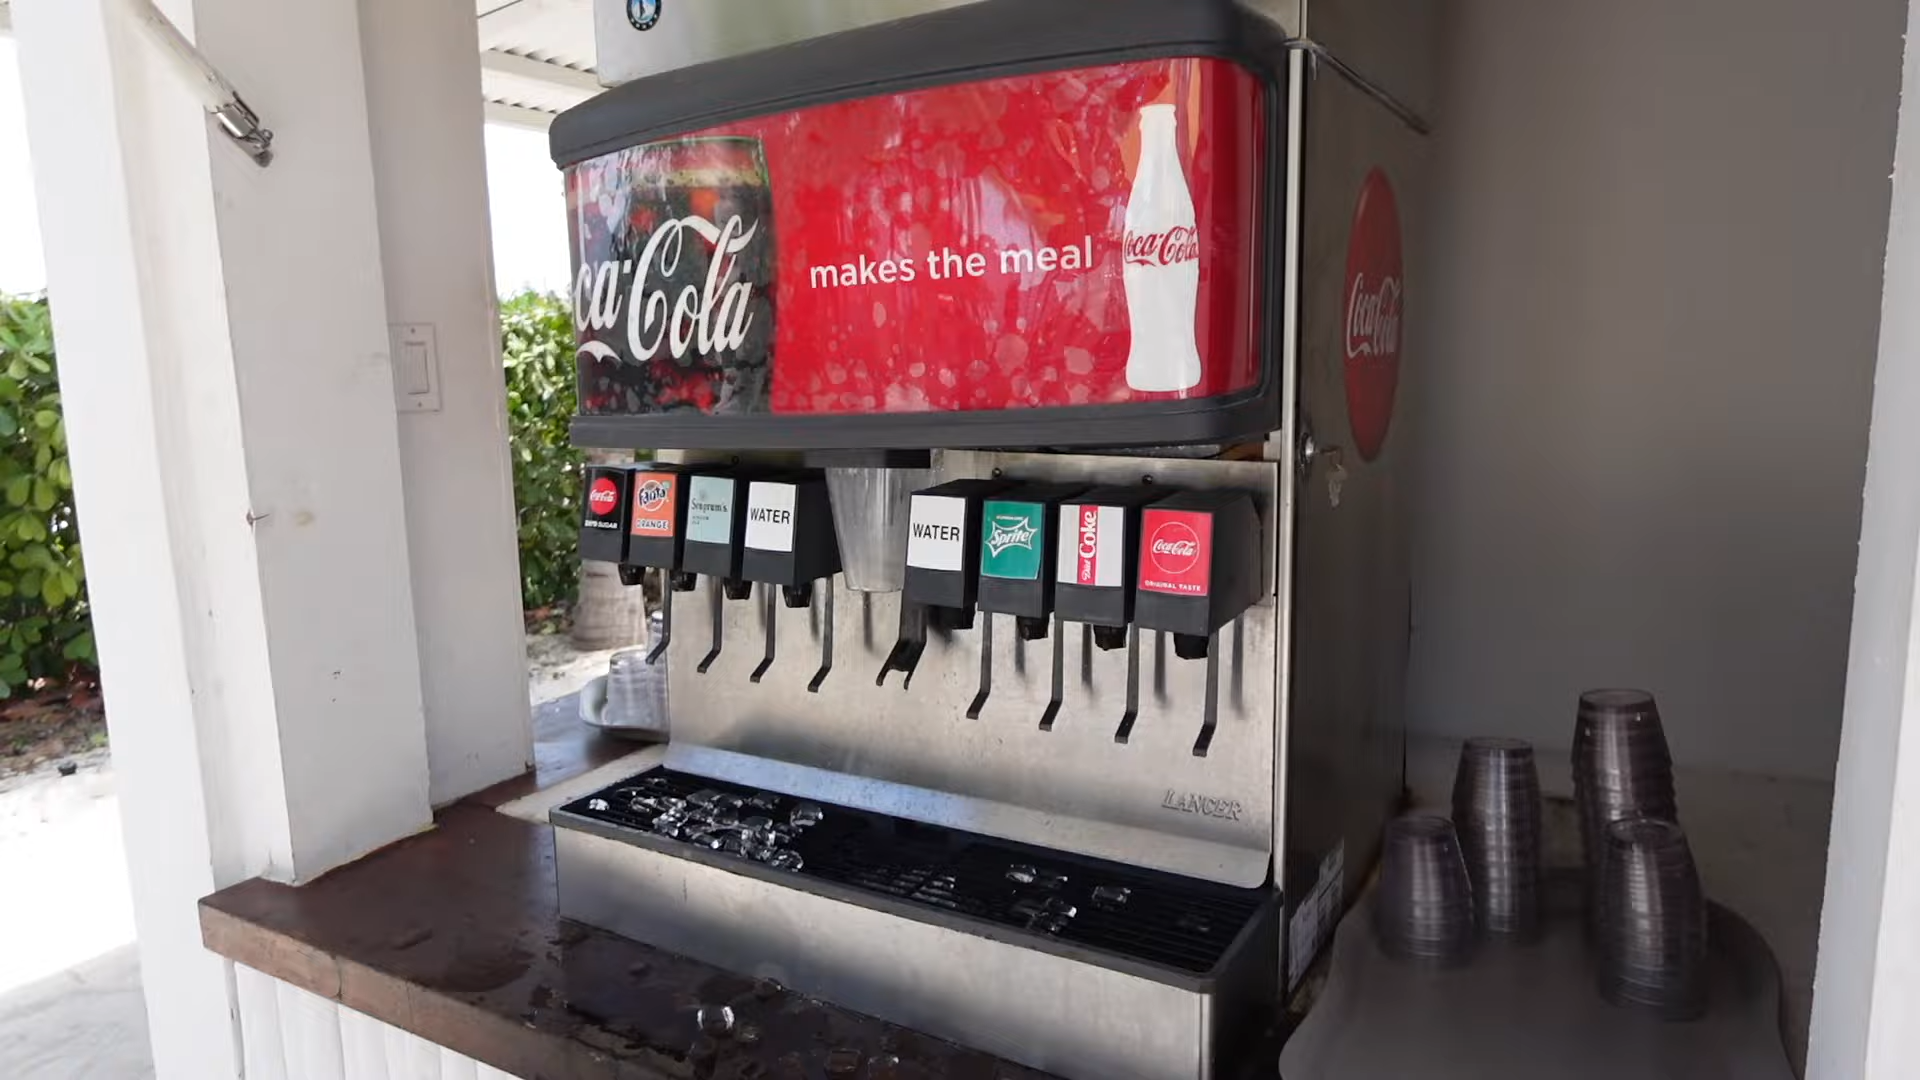 ca-Cola
makes the meal
Coca-Cola
Coca-Cola
Coca-Cola
ZERO SUGAR
Fanta
ORANGE
Seagram's
WATER
WATER
Sprite
Diet Coke
Coca-Cola
ORIGINAL TASTE
LANCER